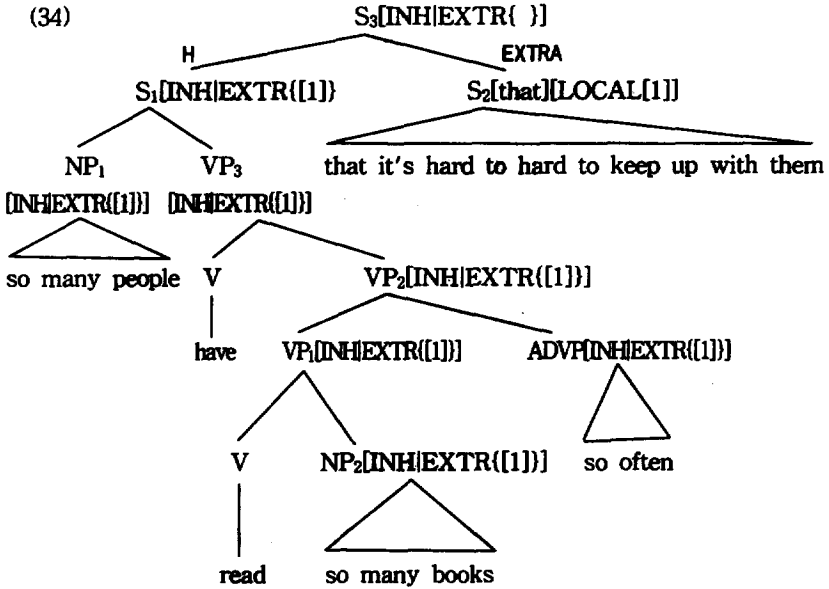 (34) S₃[INH|EXTR{ }]
H EXTRA
S₁[INH|EXTR{[1]} S₂[that][LOCAL[1]]
NP₁ VP₃ that it's hard to hard to keep up with them
[INH|EXTR{[1]}] [INH|EXTR{[1]}]
so many people V VP₂[INH|EXTR{[1]}]
have VP₁[INH|EXTR{[1]}] ADVP[INH|EXTR{[1]}]
V NP₂[INH|EXTR{[1]}] so often
read so many books